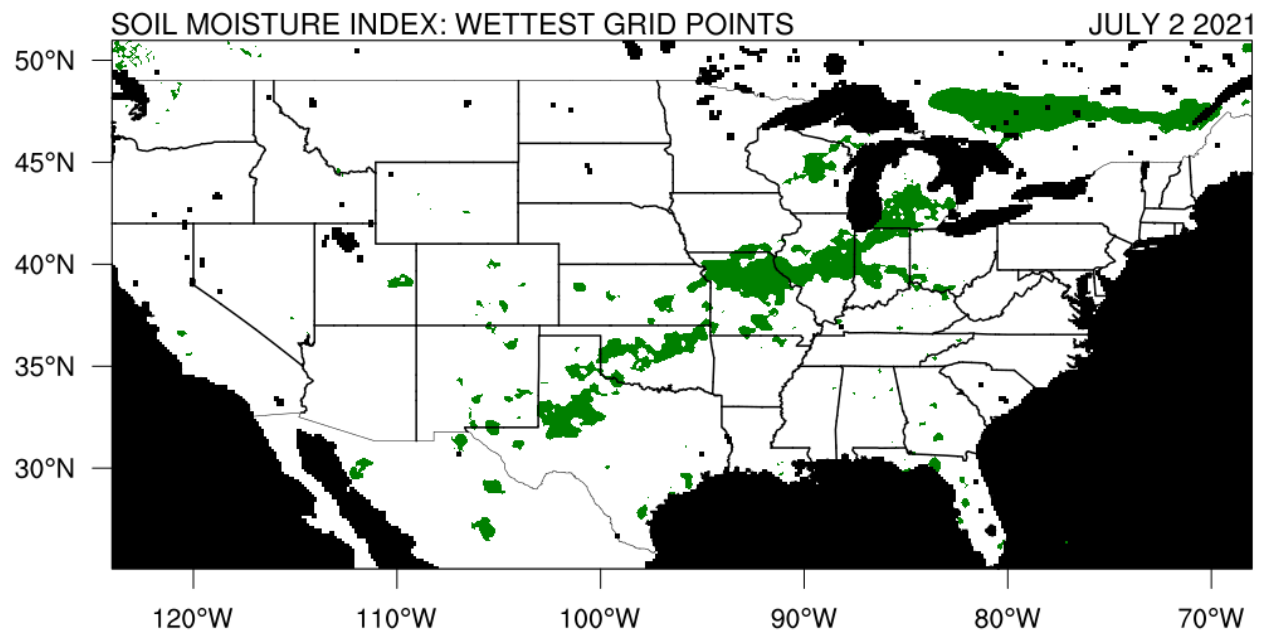 SOIL MOISTURE INDEX: WETTEST GRID POINTS JULY 2 2021
50°N
45°N
40°N
35°N
30°N
120°W 110°W 100°W 90°W 80°W 70°W